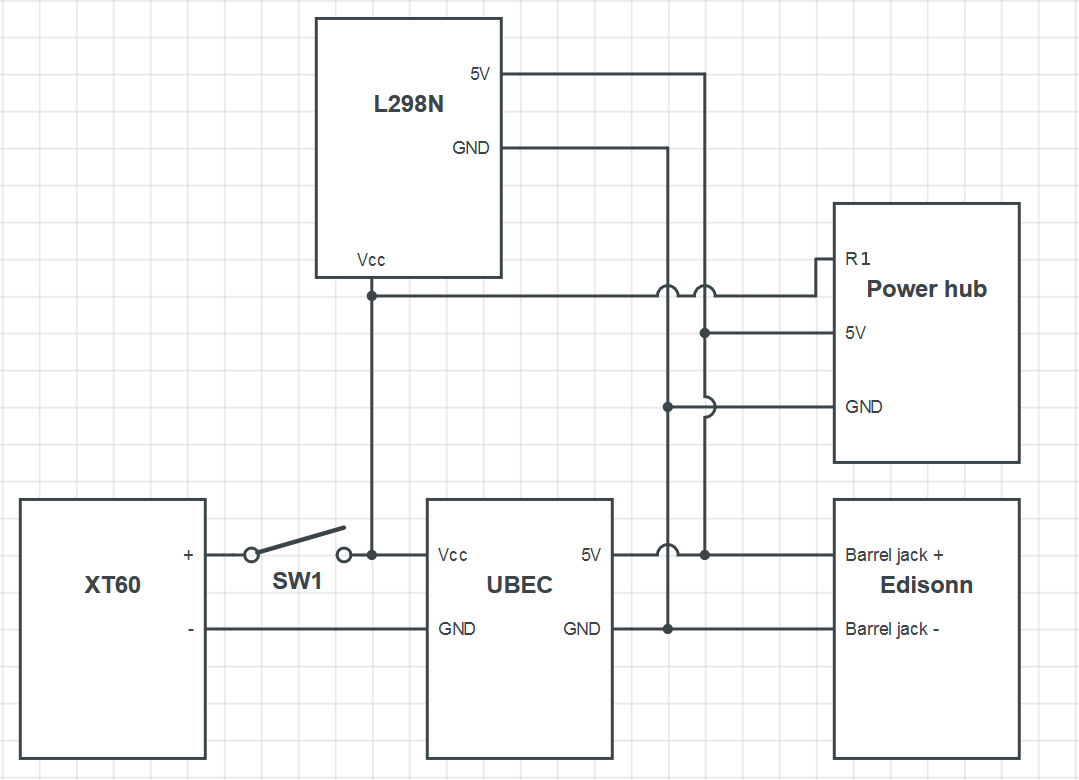 5V
L298N
GND
Vcc
R1
Power hub
5V
GND
+
XT60
-
SW1
Vcc
5V
UBEC
GND
GND
Barrel jack +
Edisonn
Barrel jack -